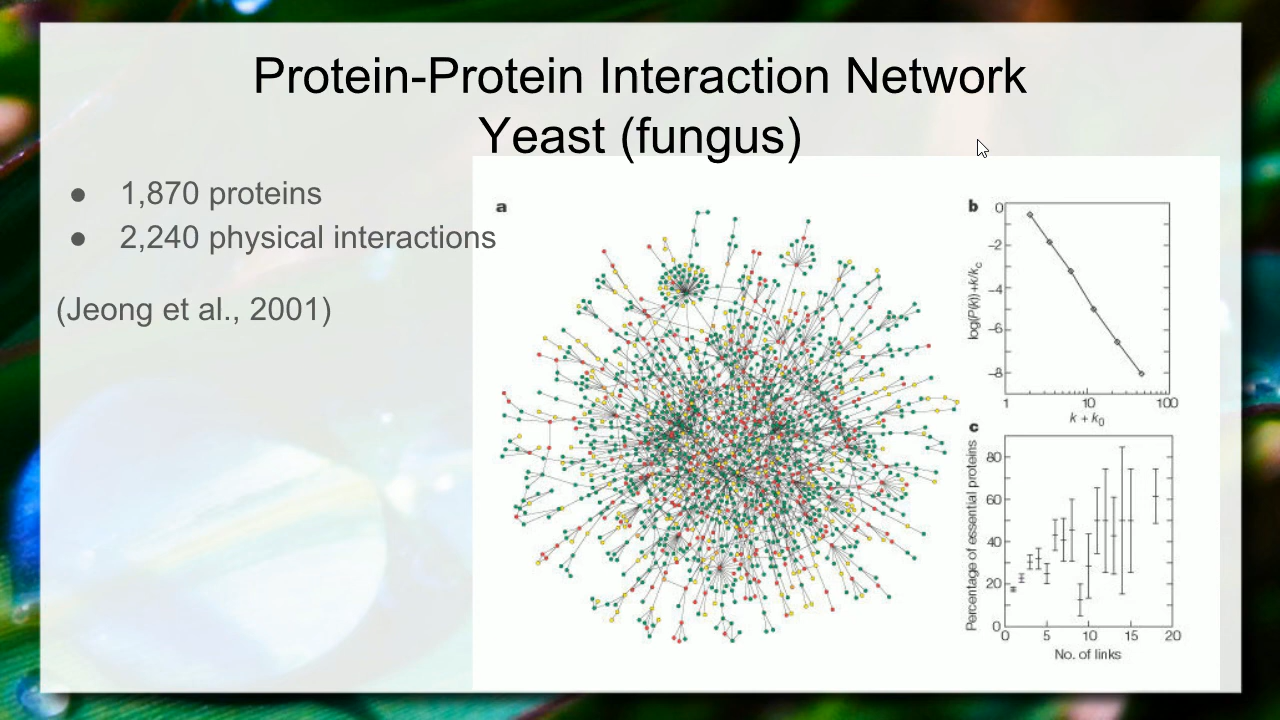 Protein-Protein Interaction Network
Yeast (fungus)
● 1,870 proteins
● 2,240 physical interactions
(Jeong et al., 2001)
a
b
0
-2
-4
-6
-8
log(P(k))+k/kc
1 10 100
k + k0
c
80
60
40
20
0
Percentage of essential proteins
0 5 10 15 20
No. of links